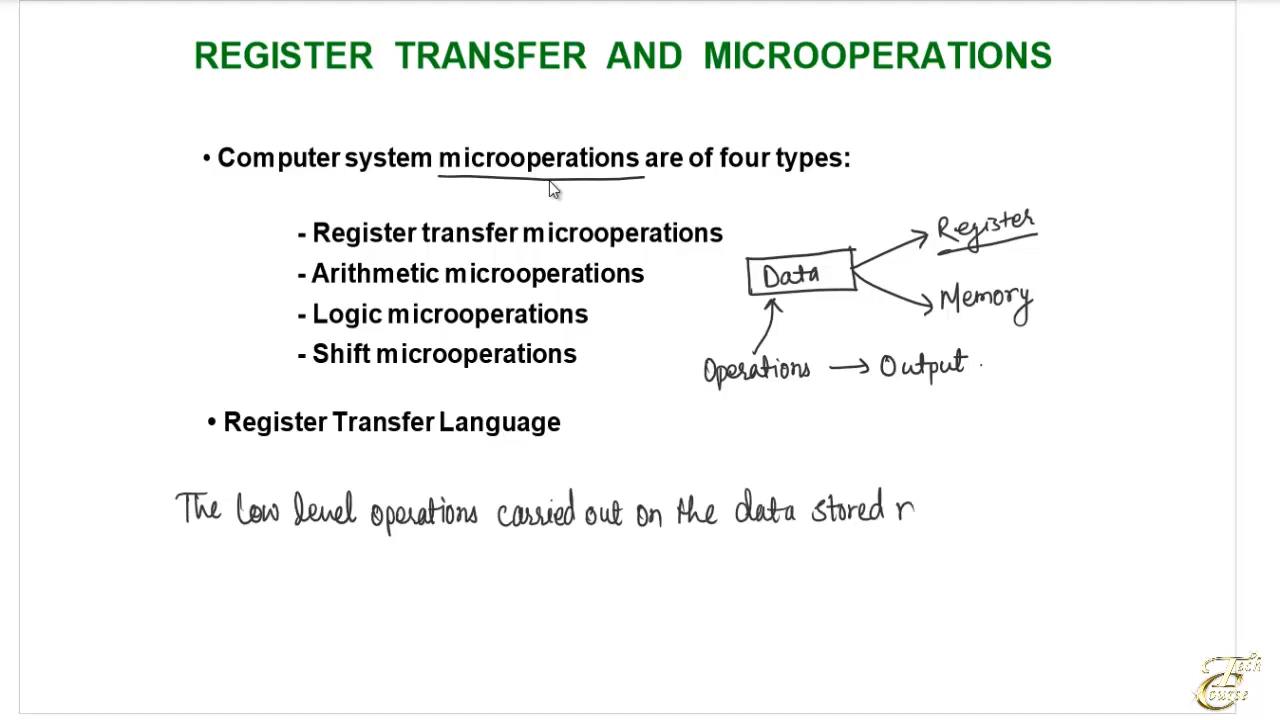 REGISTER TRANSFER AND MICROOPERATIONS
• Computer system microoperations are of four types:
- Register transfer microoperations
- Arithmetic microoperations
- Logic microoperations
- Shift microoperations
Data
Register
Memory
Operations → Output
• Register Transfer Language
The low level operations carried out on the data stored r
Tech
Course